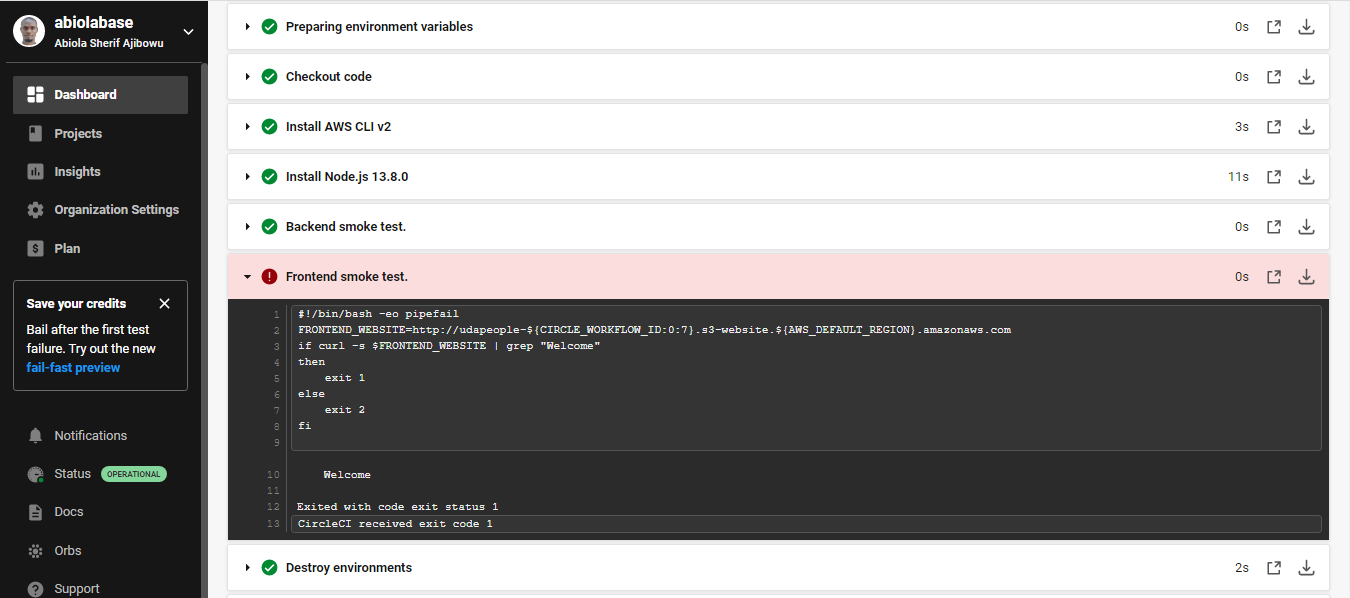 abiolabase
Abiola Sherif Ajibowu
Dashboard
Projects
Insights
Organization Settings
Plan
Save your credits
Bail after the first test
failure. Try out the new
fail-fast preview
Notifications
Status OPERATIONAL
Docs
Orbs
Support
Preparing environment variables 0s
Checkout code 0s
Install AWS CLI v2 3s
Install Node.js 13.8.0 11s
Backend smoke test. 0s
Frontend smoke test. 0s
1 #!/bin/bash -eo pipefail
2 FRONTEND_WEBSITE=http://udapeople-${CIRCLE_WORKFLOW_ID:0:7}.s3-website.${AWS_DEFAULT_REGION}.amazonaws.com
3 if curl -s $FRONTEND_WEBSITE | grep "Welcome"
4 then
5     exit 1
6 else
7     exit 2
8 fi
9
10     Welcome
11
12 Exited with code exit status 1
13 CircleCI received exit code 1
Destroy environments 2s